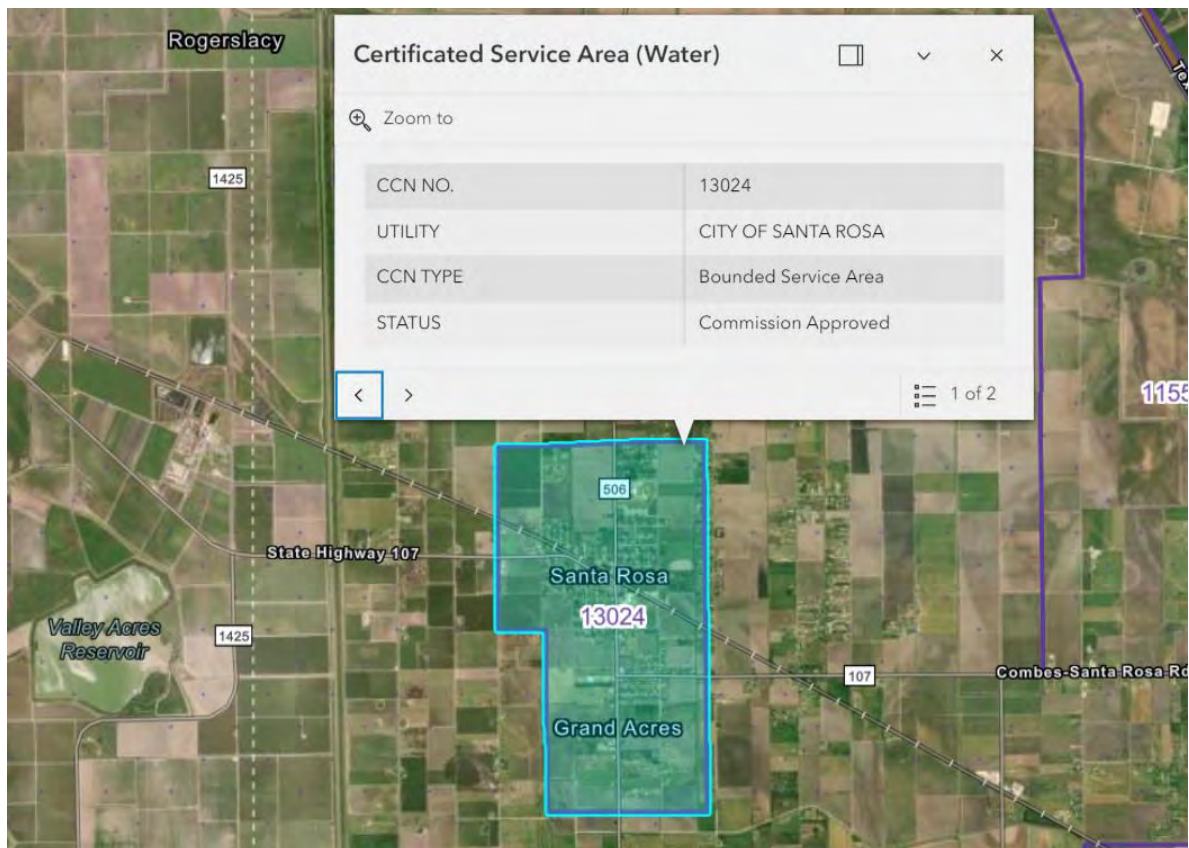 Rogerslacy
Certificated Service Area (Water)
Zoom to
CCN NO. 13024
UTILITY CITY OF SANTA ROSA
CCN TYPE Bounded Service Area
STATUS Commission Approved
1 of 2
1425
506
State Highway 107
Santa Rosa
13024
Valley Acres
Reservoir
1425
107
Combes-Santa Rosa Rd
Grand Acres